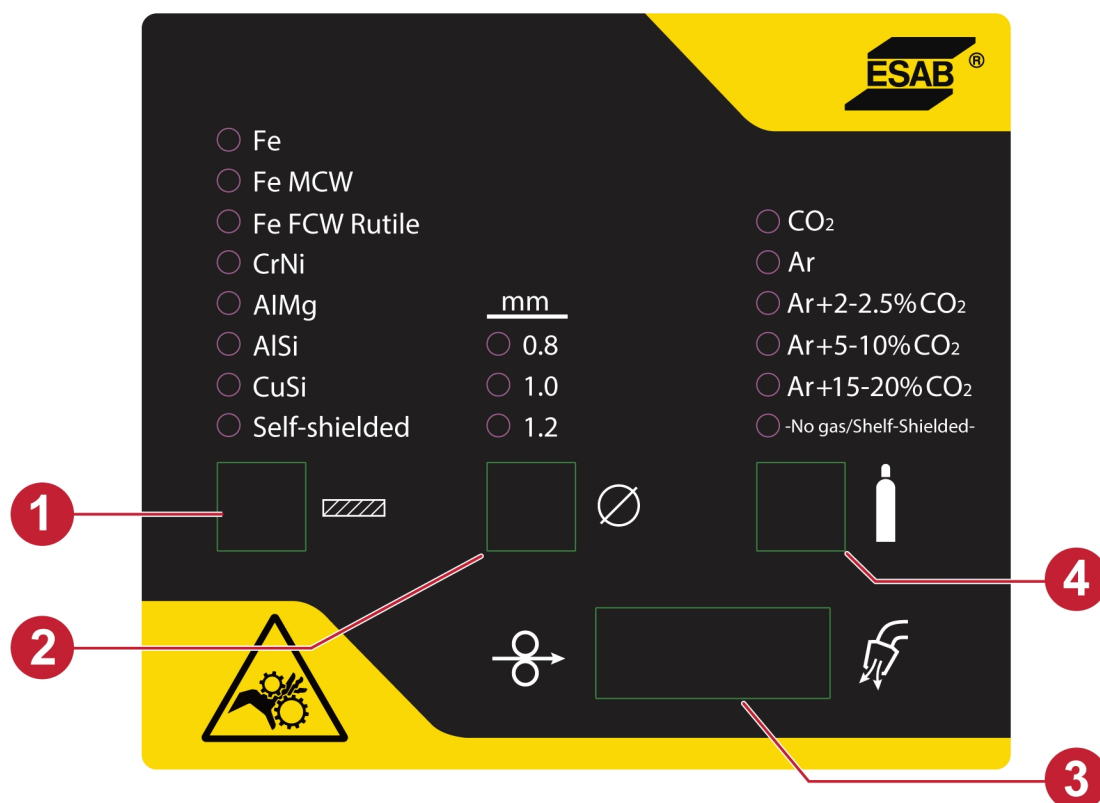 ESAB ®
Fe
Fe MCW
Fe FCW Rutile
CrNi
AlMg
AlSi
CuSi
Self-shielded
mm
0.8
1.0
1.2
CO₂
Ar
Ar+2-2.5%CO₂
Ar+5-10%CO₂
Ar+15-20%CO₂
-No gas/Shelf-Shielded-
1
2
4
3